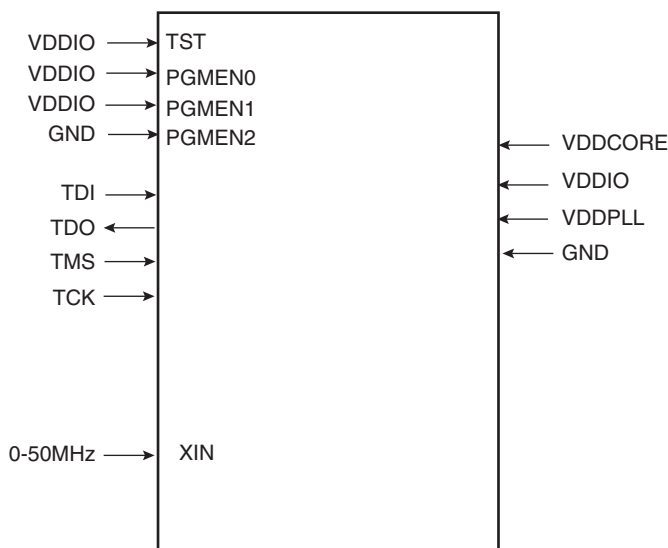 VDDIO TST
VDDIO PGMEN0
VDDIO PGMEN1
GND PGMEN2
VDDCORE
TDI VDDIO
TDO VDDPLL
TMS GND
TCK
0-50MHz XIN